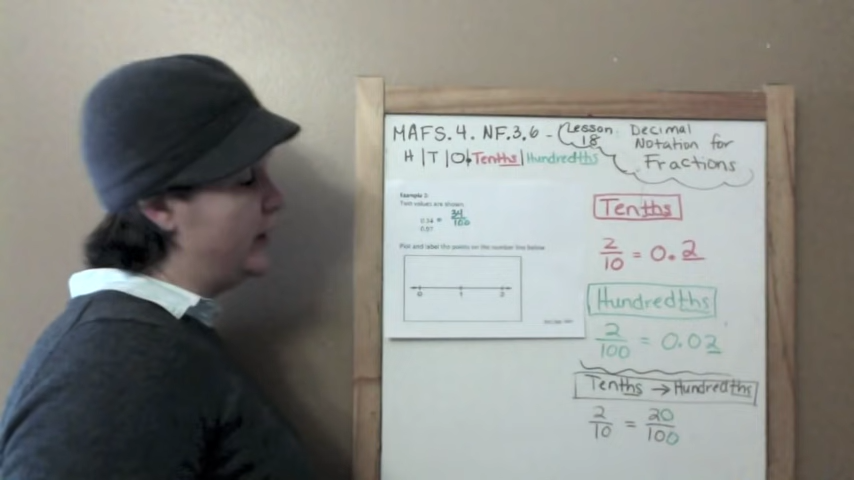 MAFS.4.NF.3.6 - Lesson 18: Decimal Notation for Fractions
H | T | O . Tenths | Hundredths
Example 2:
Two values are shown.
0.34 = 34/100
0.57
Plot and label the points on the number line below.
0 1 2
Tenths
2/10 = 0.2
Hundredths
2/100 = 0.02
Tenths → Hundredths
2/10 = 20/100